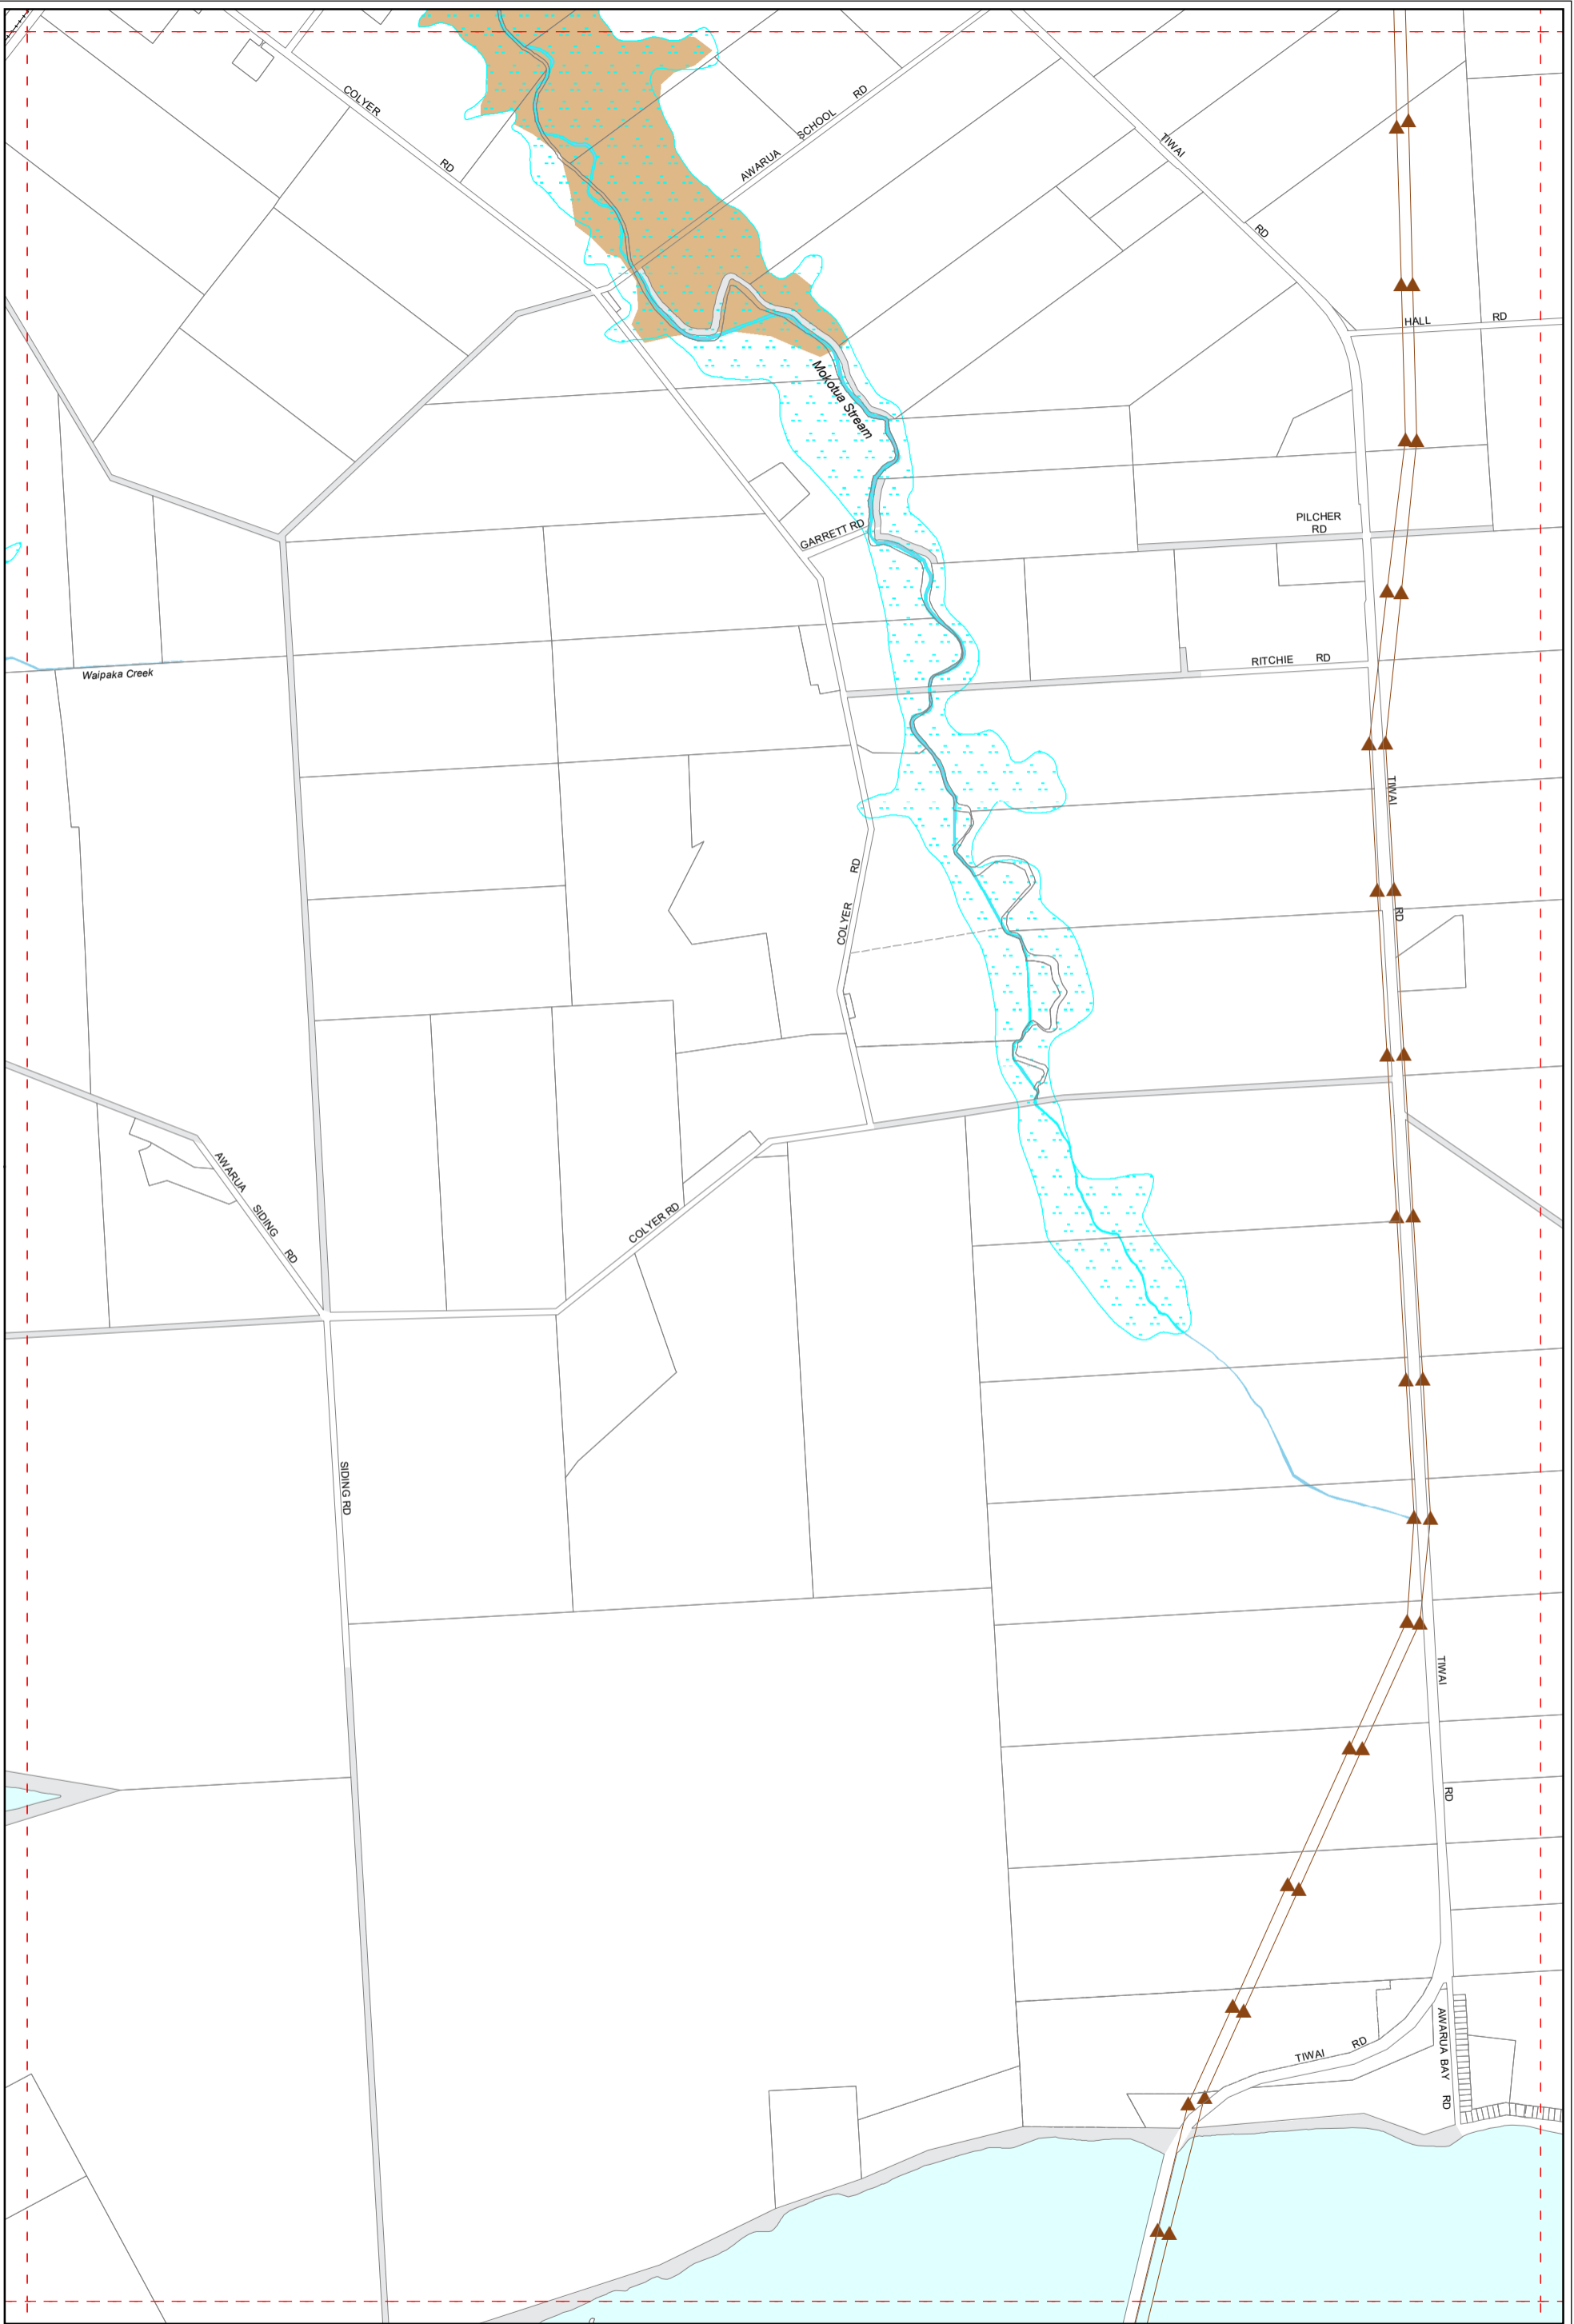 COLYER
RD
AWARUA
SCHOOL
RD
TIWAI
RD
HALL
RD
Mokotua Stream
GARRETT RD
PILCHER
RD
RITCHIE
RD
Waipaka Creek
TIWAI
RD
COLYER
RD
AWARUA
SIDING
RD
COLYER RD
SIDING RD
TIWAI
RD
TIWAI
RD
AWARUA BAY
RD